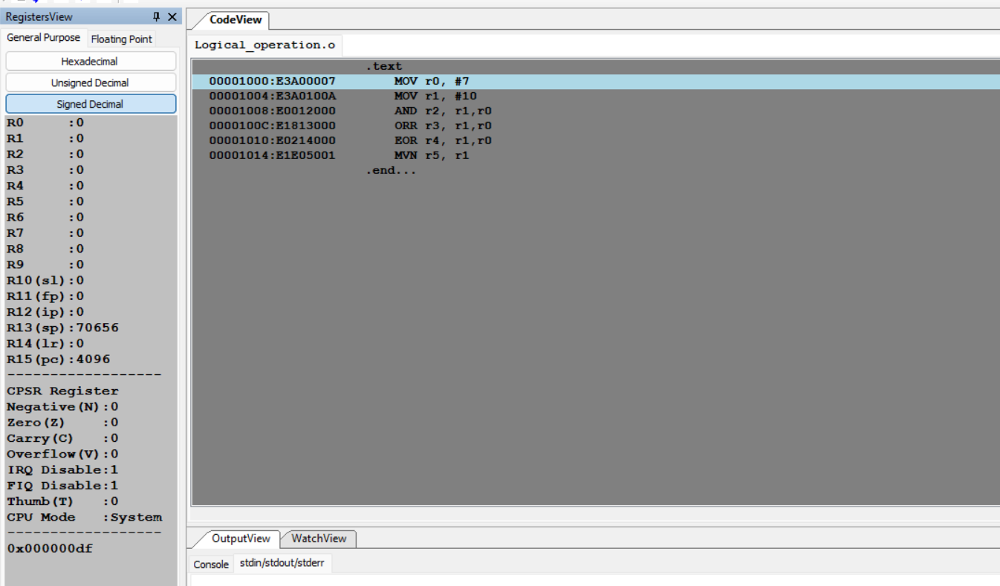 RegistersView
General Purpose Floating Point
Hexadecimal
Unsigned Decimal
Signed Decimal
R0 :0
R1 :0
R2 :0
R3 :0
R4 :0
R5 :0
R6 :0
R7 :0
R8 :0
R9 :0
R10(sl):0
R11(fp):0
R12(ip):0
R13(sp):70656
R14(lr):0
R15(pc):4096
------------------
CPSR Register
Negative(N):0
Zero(Z) :0
Carry(C) :0
Overflow(V):0
IRQ Disable:1
FIQ Disable:1
Thumb(T) :0
CPU Mode :System
------------------
0x000000df
CodeView
Logical_operation.o
.text
00001000:E3A00007 MOV r0, #7
00001004:E3A0100A MOV r1, #10
00001008:E0012000 AND r2, r1,r0
0000100C:E1813000 ORR r3, r1,r0
00001010:E0214000 EOR r4, r1,r0
00001014:E1E05001 MVN r5, r1
.end...
OutputView WatchView
Console stdin/stdout/stderr